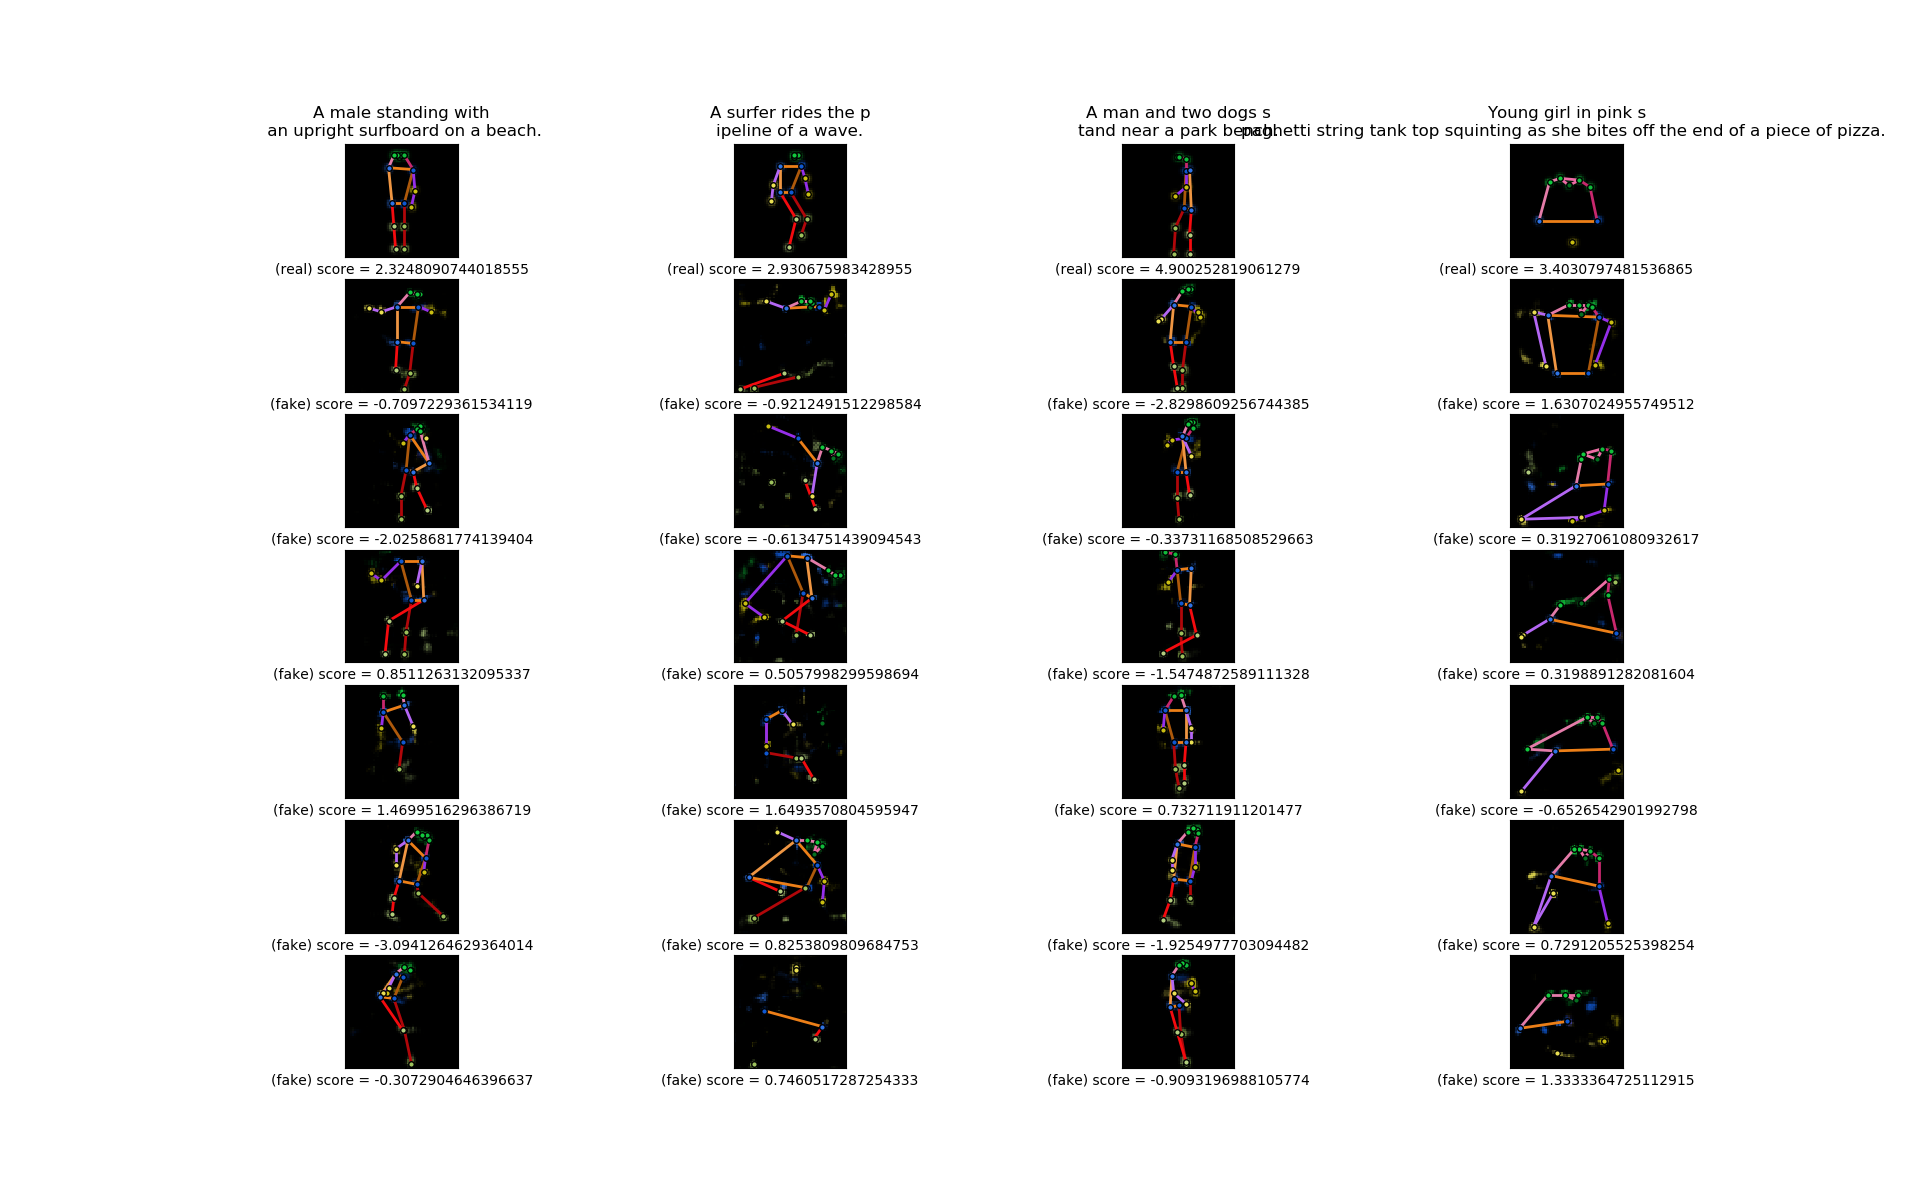 A male standing with
an upright surfboard on a beach.
A surfer rides the p
ipeline of a wave.
A man and two dogs s
tand near a park bench.
Young girl in pink s
paghetti string tank top squinting as she bites off the end of a piece of pizza.
(real) score = 2.3248090744018555
(real) score = 2.930675983428955
(real) score = 4.900252819061279
(real) score = 3.4030797481536865
(fake) score = -0.7097229361534119
(fake) score = -0.9212491512298584
(fake) score = -2.8298609256744385
(fake) score = 1.6307024955749512
(fake) score = -2.0258681774139404
(fake) score = -0.6134751439094543
(fake) score = -0.33731168508529663
(fake) score = 0.31927061080932617
(fake) score = 0.8511263132095337
(fake) score = 0.5057998299598694
(fake) score = -1.5474872589111328
(fake) score = 0.3198891282081604
(fake) score = 1.4699516296386719
(fake) score = 1.6493570804595947
(fake) score = 0.732711911201477
(fake) score = -0.6526542901992798
(fake) score = -3.0941264629364014
(fake) score = 0.8253809809684753
(fake) score = -1.9254977703094482
(fake) score = 0.7291205525398254
(fake) score = -0.3072904646396637
(fake) score = 0.7460517287254333
(fake) score = -0.9093196988105774
(fake) score = 1.3333364725112915